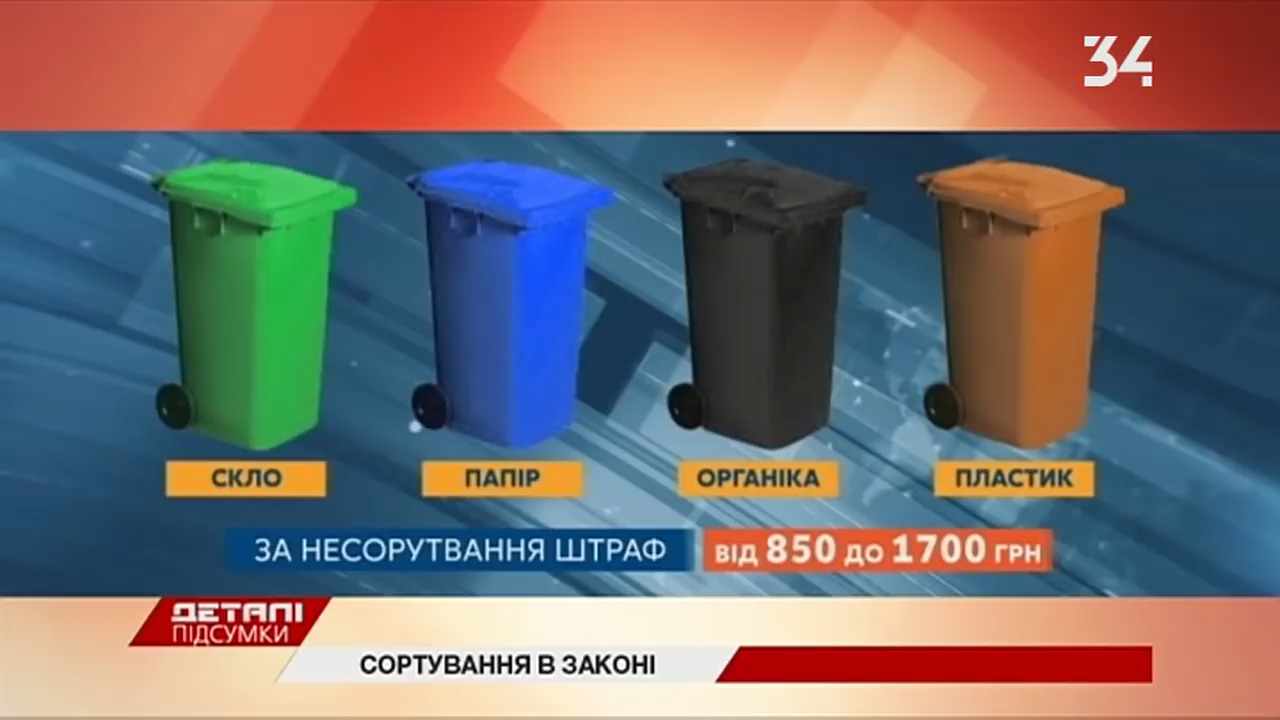 34
СКЛО
ПАПІР
ОРГАНІКА
ПЛАСТИК
ЗА НЕСОРУТВАННЯ ШТРАФ ВІД 850 ДО 1700 ГРН
ДЕТАЛІ
ПІДСУМКИ
СОРТУВАННЯ В ЗАКОНІ